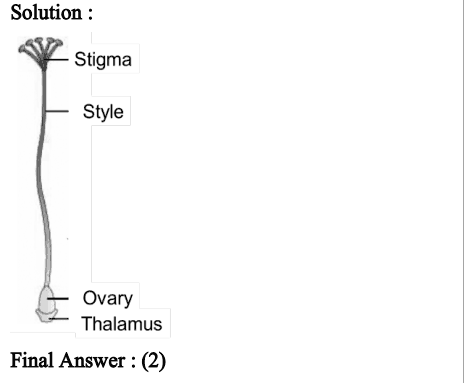 Solution :
Stigma
Style
Ovary
Thalamus
Final Answer : (2)